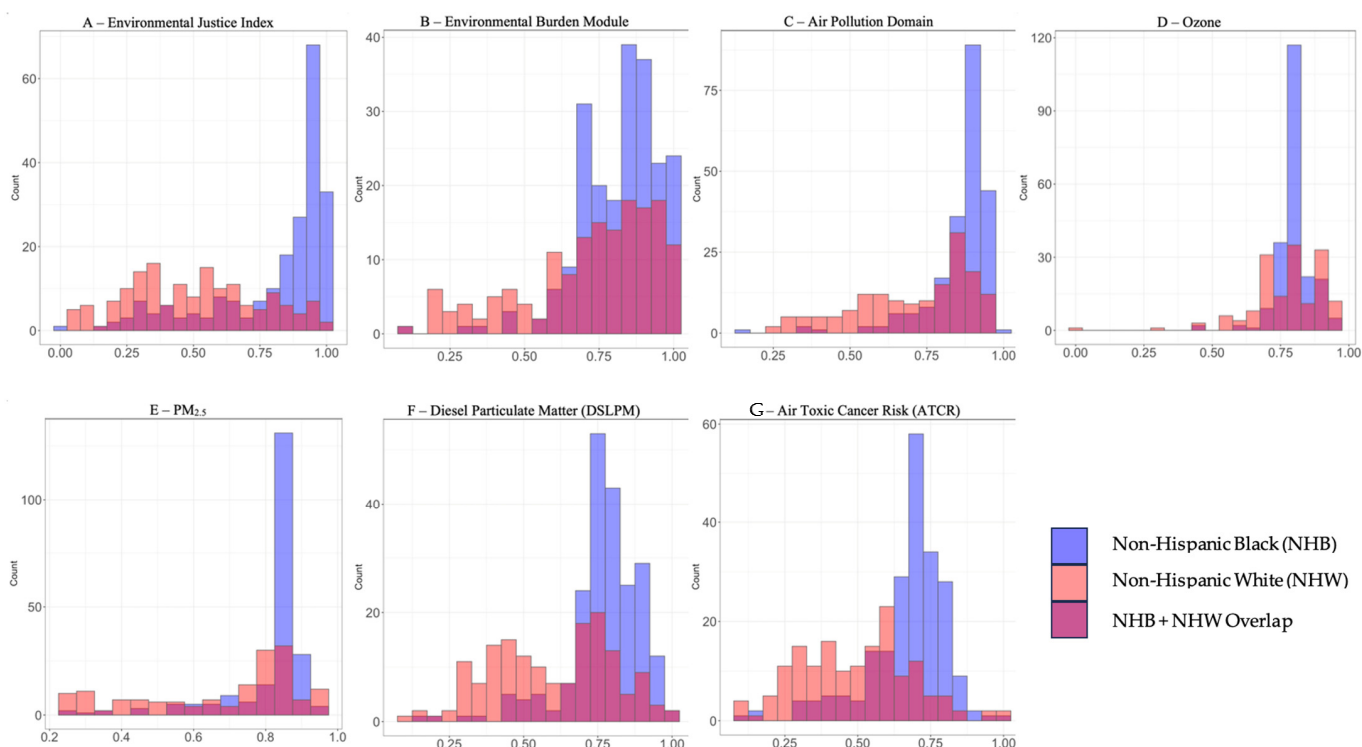 A – Environmental Justice Index
B – Environmental Burden Module
C – Air Pollution Domain
D – Ozone
Count
60
40
20
0
0.00 0.25 0.50 0.75 1.00
Count
40
30
20
10
0
0.25 0.50 0.75 1.00
Count
75
50
25
0
0.25 0.50 0.75 1.00
Count
120
90
60
30
0
0.00 0.25 0.50 0.75 1.00
E – PM2.5
F – Diesel Particulate Matter (DSLPM)
G – Air Toxic Cancer Risk (ATCR)
Count
100
50
0
0.2 0.4 0.6 0.8 1.0
Count
40
20
0
0.25 0.50 0.75 1.00
Count
60
40
20
0
0.25 0.50 0.75 1.00
Non-Hispanic Black (NHB)
Non-Hispanic White (NHW)
NHB + NHW Overlap